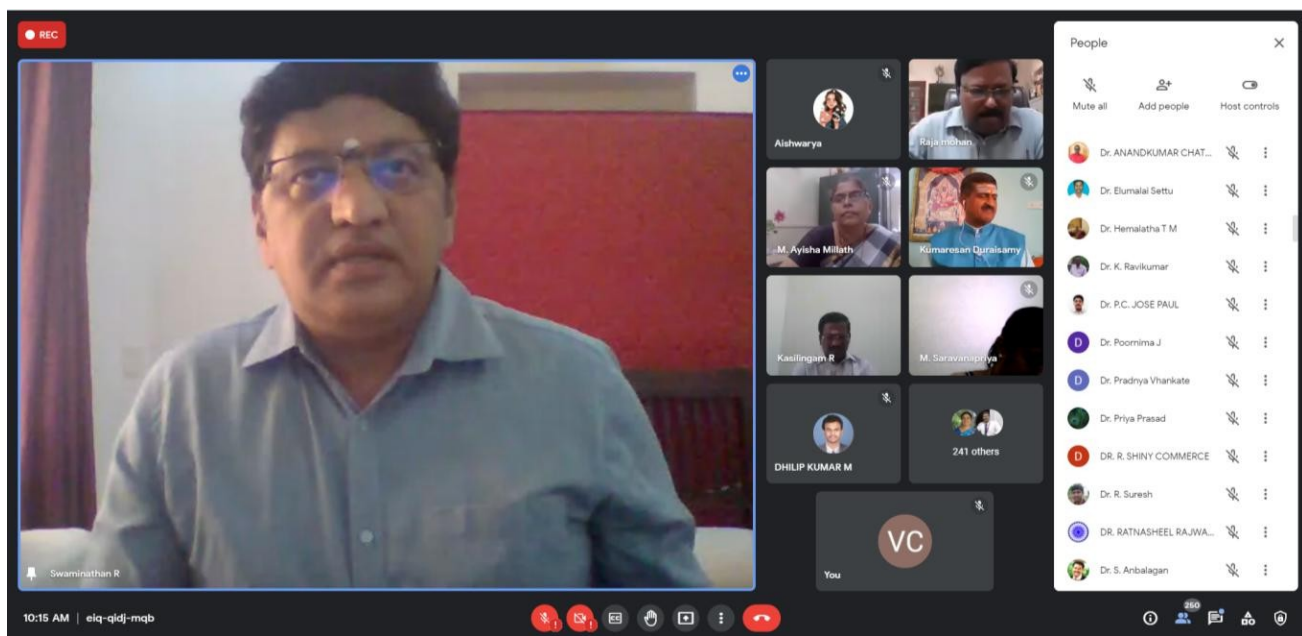 REC
Swaminathan R
Aishwarya
Raja mohan
M. Ayisha Millath
Kumaresan Duraisamy
Kasilingam R
M. Saravanapriya
DHILIP KUMAR M
241 others
VC
You
People
Mute all
Add people
Host controls
Dr. ANANDKUMAR CHAT...
Dr. Elumalai Settu
Dr. Hemalatha T M
Dr. K. Ravikumar
Dr. P.C. JOSE PAUL
D
Dr. Poornima J
D
Dr. Pradnya Vhankate
Dr. Priya Prasad
D
DR. R. SHINY COMMERCE
Dr. R. Suresh
DR. RATNASHEEL RAJWA...
Dr. S. Anbalagan
10:15 AM | eiq-qidj-mqb
CC
250